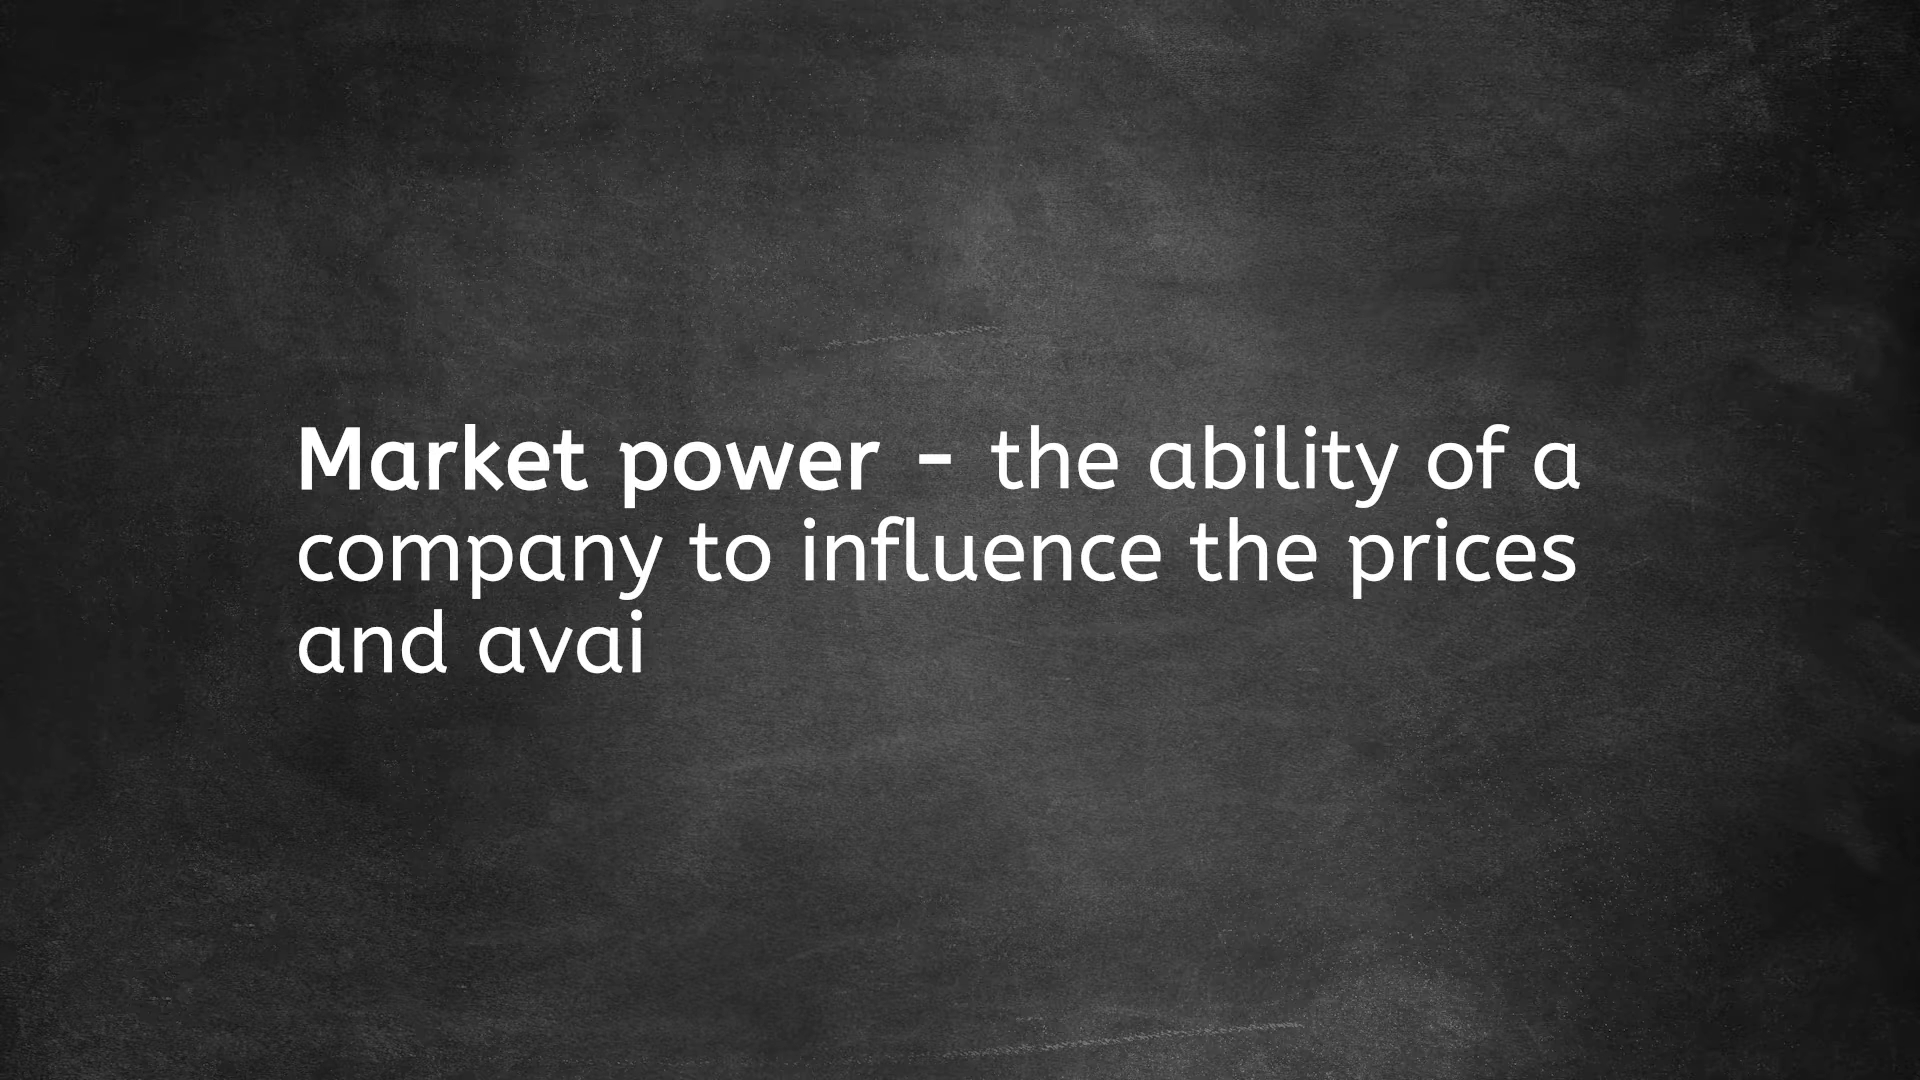 Market power - the ability of a
company to influence the prices
and avai